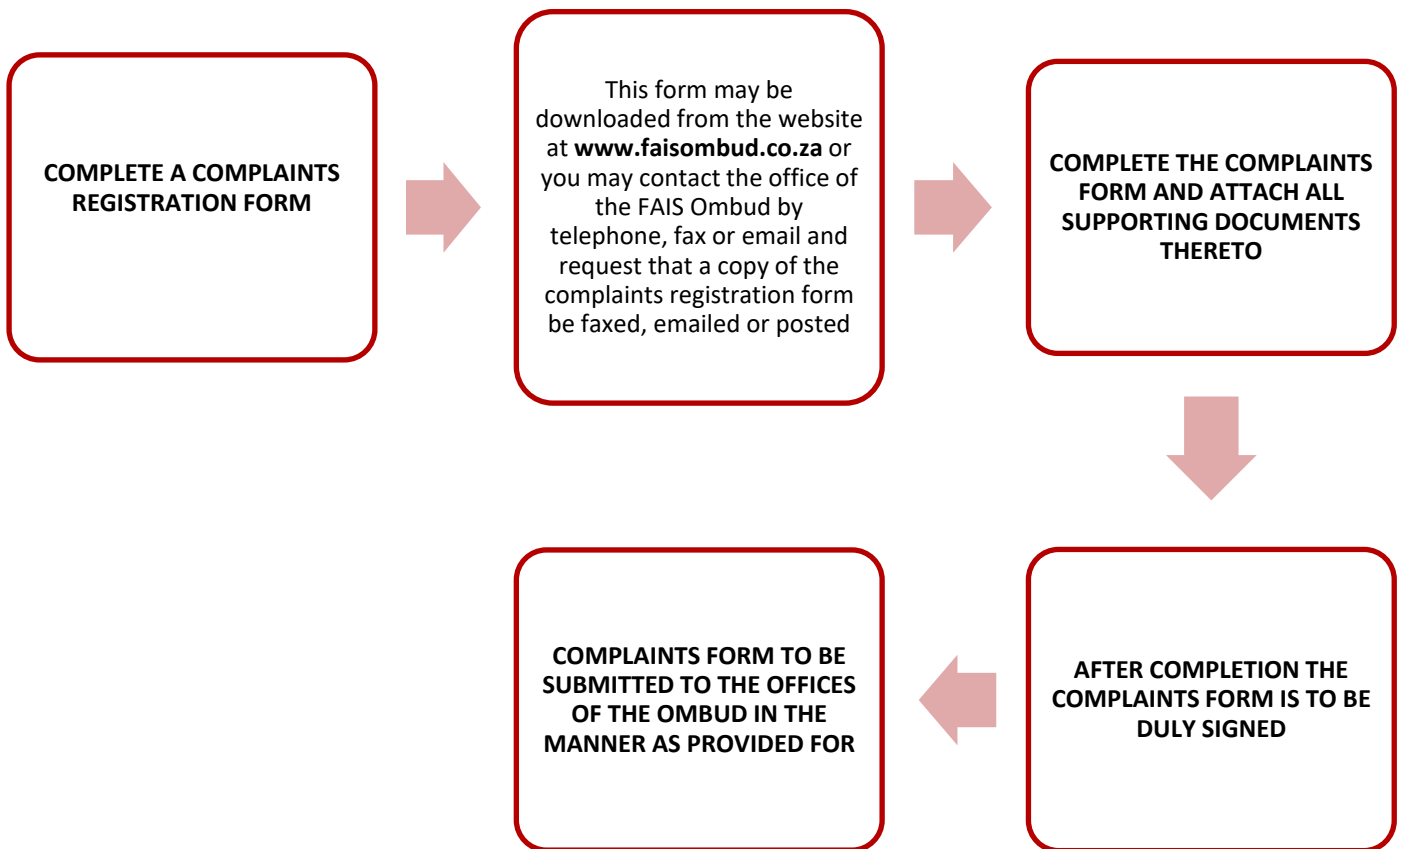 COMPLETE A COMPLAINTS
REGISTRATION FORM
This form may be
downloaded from the website
at www.faisombud.co.za or
you may contact the office of
the FAIS Ombud by
telephone, fax or email and
request that a copy of the
complaints registration form
be faxed, emailed or posted
COMPLETE THE COMPLAINTS
FORM AND ATTACH ALL
SUPPORTING DOCUMENTS
THERETO
AFTER COMPLETION THE
COMPLAINTS FORM IS TO BE
DULY SIGNED
COMPLAINTS FORM TO BE
SUBMITTED TO THE OFFICES
OF THE OMBUD IN THE
MANNER AS PROVIDED FOR